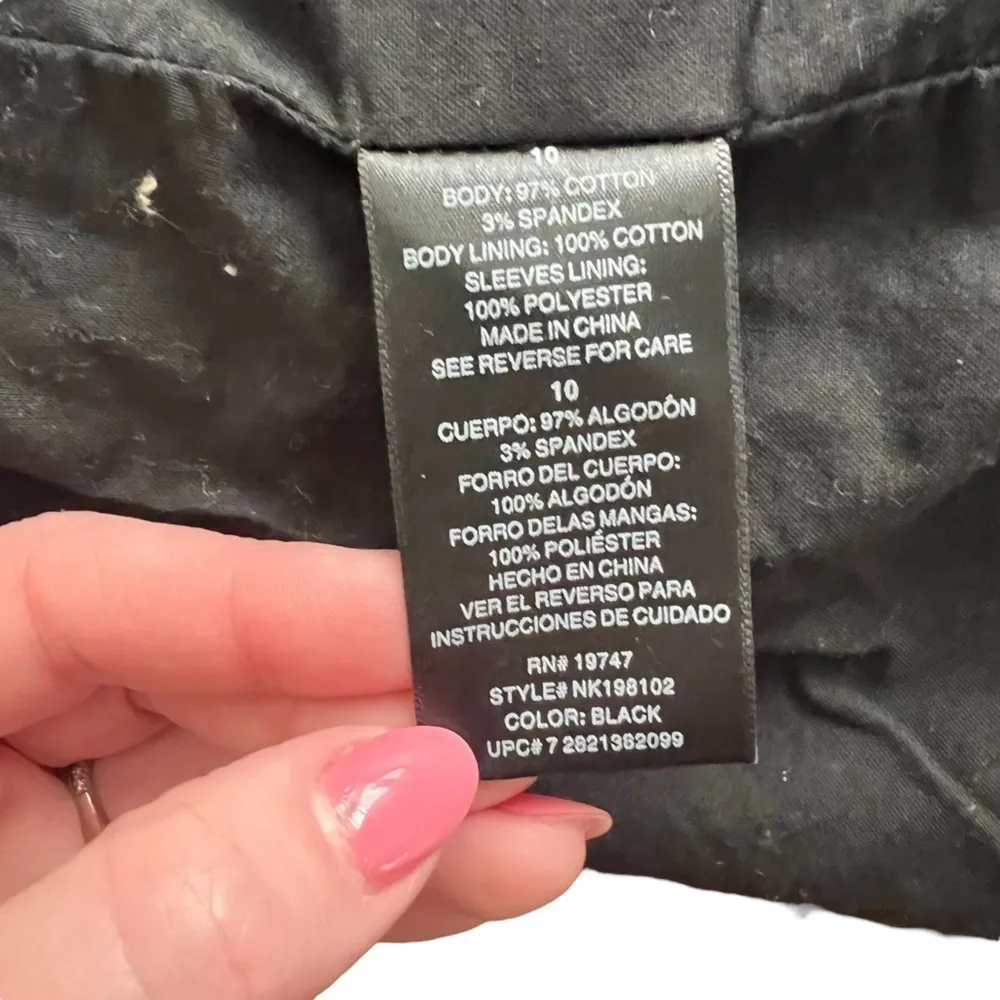 10
BODY: 97% COTTON
3% SPANDEX
BODY LINING: 100% COTTON
SLEEVES LINING:
100% POLYESTER
MADE IN CHINA
SEE REVERSE FOR CARE
10
CUERPO: 97% ALGODÓN
3% SPANDEX
FORRO DEL CUERPO:
100% ALGODÓN
FORRO DELAS MANGAS:
100% POLIÉSTER
HECHO EN CHINA
VER EL REVERSO PARA
INSTRUCCIONES DE CUIDADO
RN# 19747
STYLE# NK198102
COLOR: BLACK
UPC# 7 2821362099